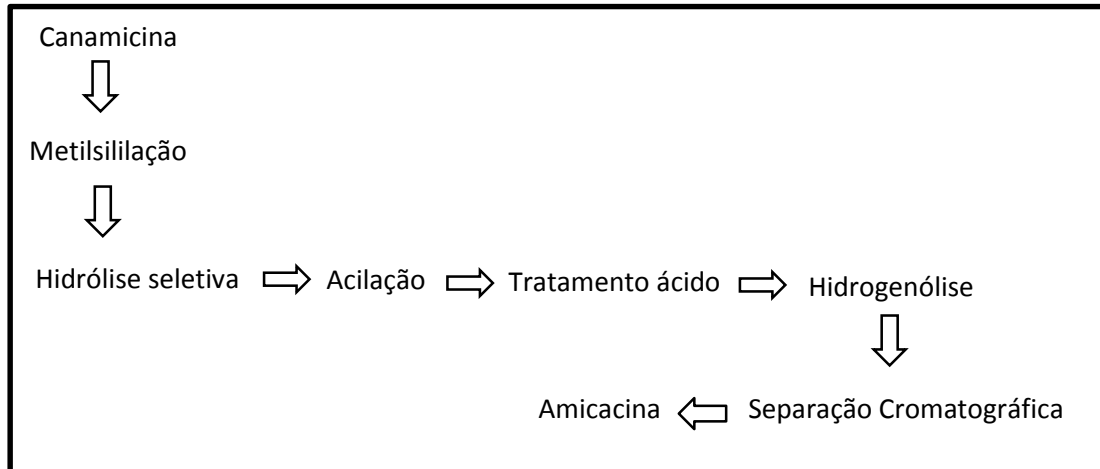 Canamicina
Metilsililação
Hidrólise seletiva
Acilação
Tratamento ácido
Hidrogenólise
Amicacina
Separação Cromatográfica